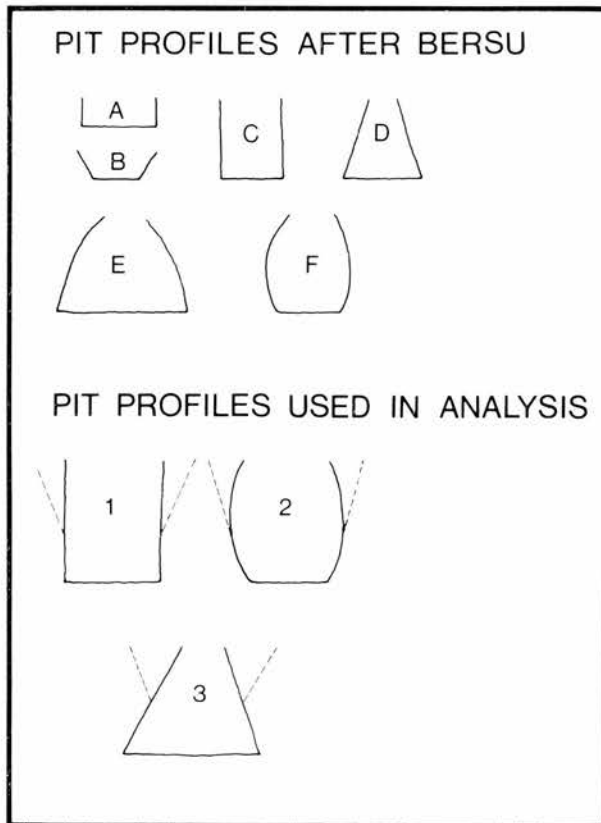 PIT PROFILES AFTER BERSU
A
B
C
D
E
F
PIT PROFILES USED IN ANALYSIS
1
2
3